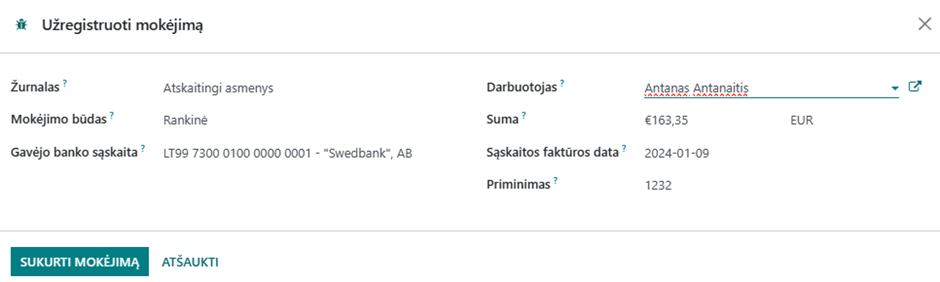 Užregistruoti mokėjimą
Žurnalas ? Atskaitingi asmenys
Darbuotojas ? Antanas Antanaitis
Mokėjimo būdas ? Rankinė
Suma ? €163,35 EUR
Gavėjo banko sąskaita ? LT99 7300 0100 0000 0001 - "Swedbank", AB
Sąskaitos faktūros data ? 2024-01-09
Priminimas ? 1232
SUKURTI MOKĖJIMĄ ATŠAUKTI